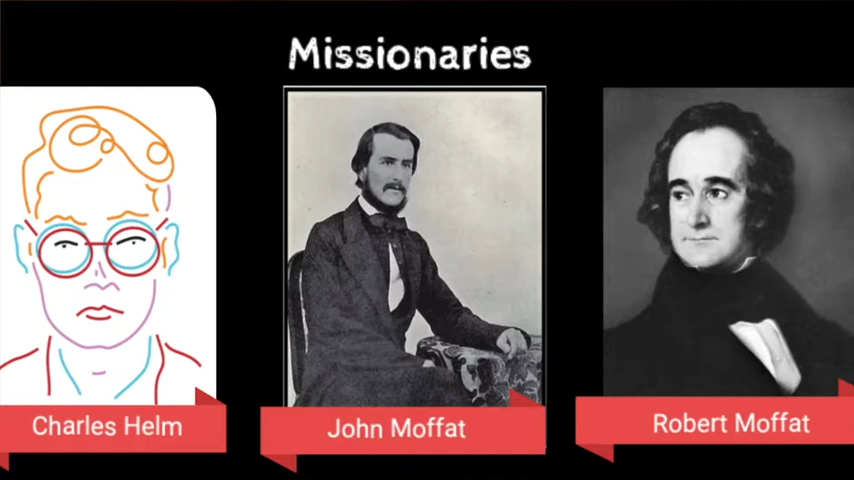 Missionaries
Charles Helm
John Moffat
Robert Moffat